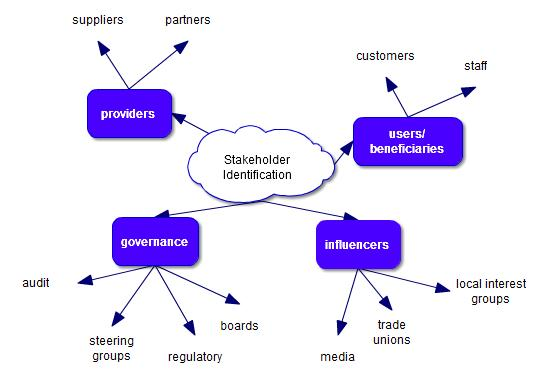 suppliers
partners
providers
customers
staff
users/
beneficiaries
Stakeholder
Identification
governance
audit
steering
groups
regulatory
boards
influencers
media
trade
unions
local interest
groups